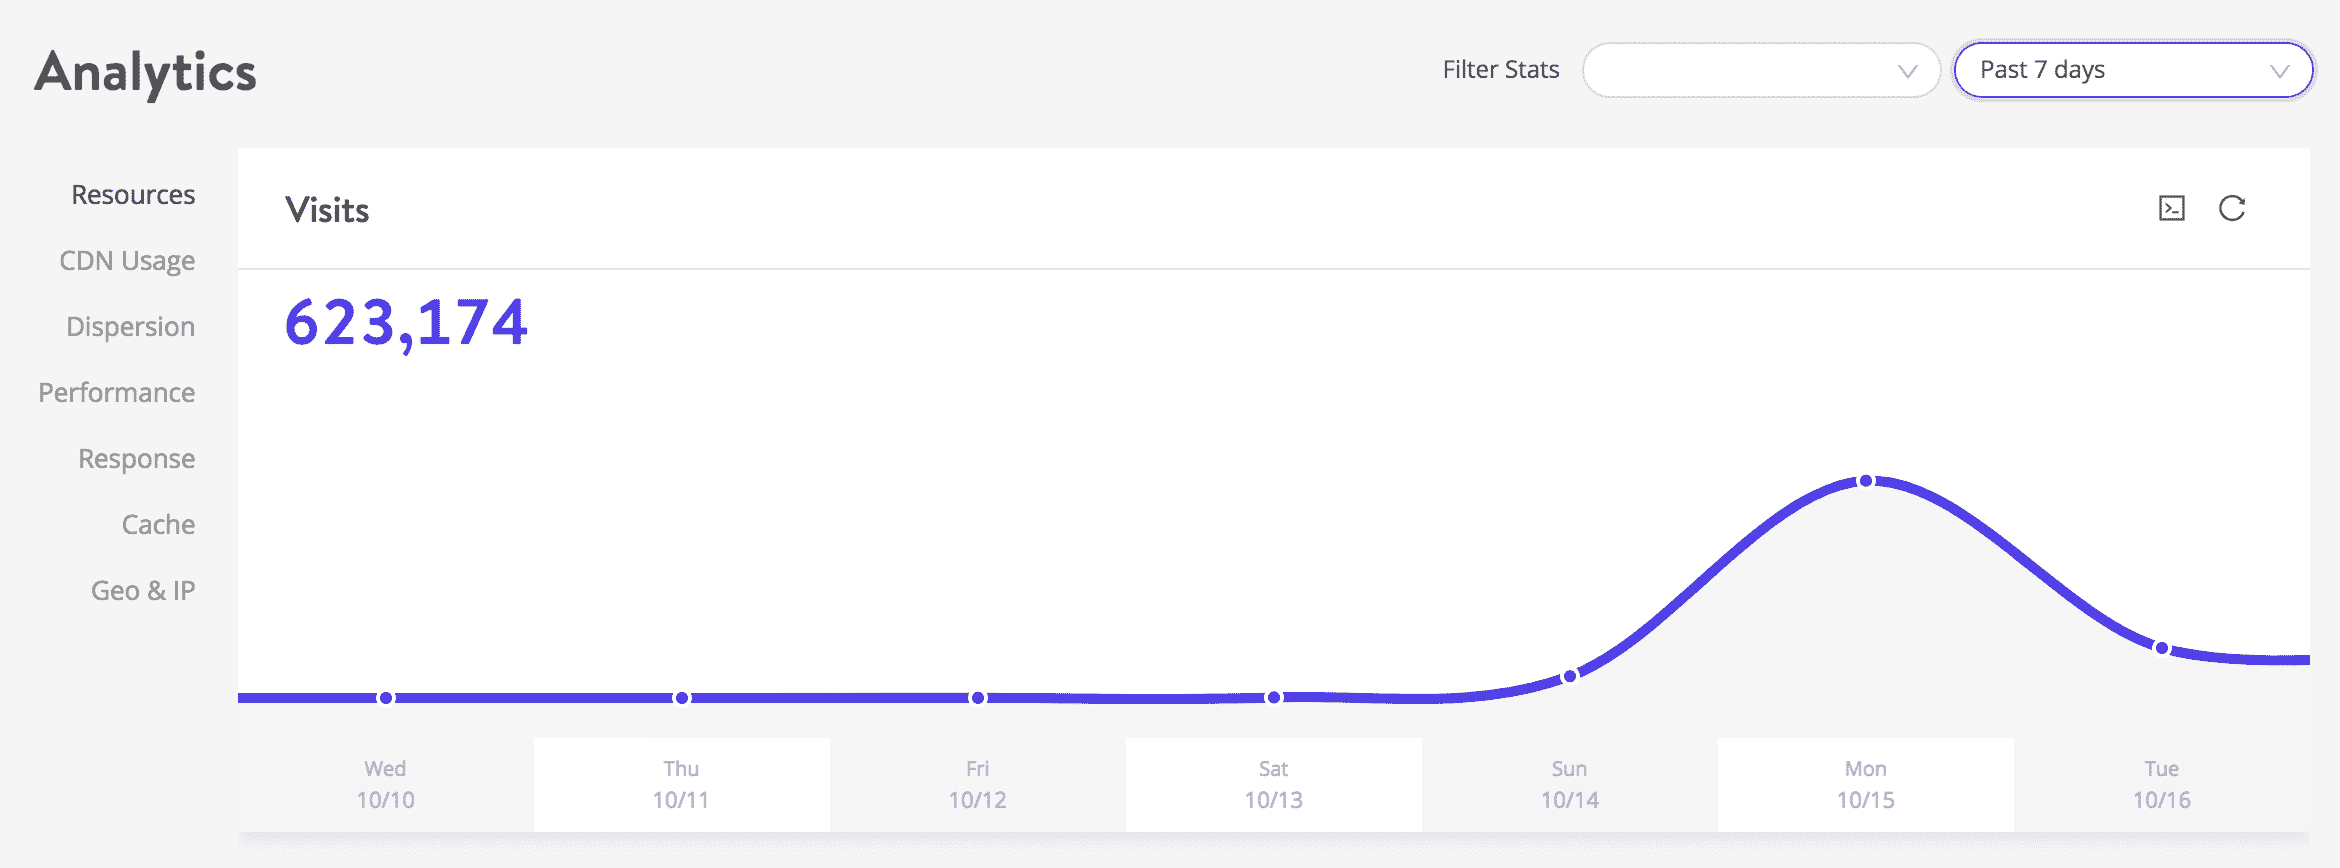 Analytics
Filter Stats
Past 7 days
Resources
CDN Usage
Dispersion
Performance
Response
Cache
Geo & IP
Visits
623,174
Wed
10/10
Thu
10/11
Fri
10/12
Sat
10/13
Sun
10/14
Mon
10/15
Tue
10/16